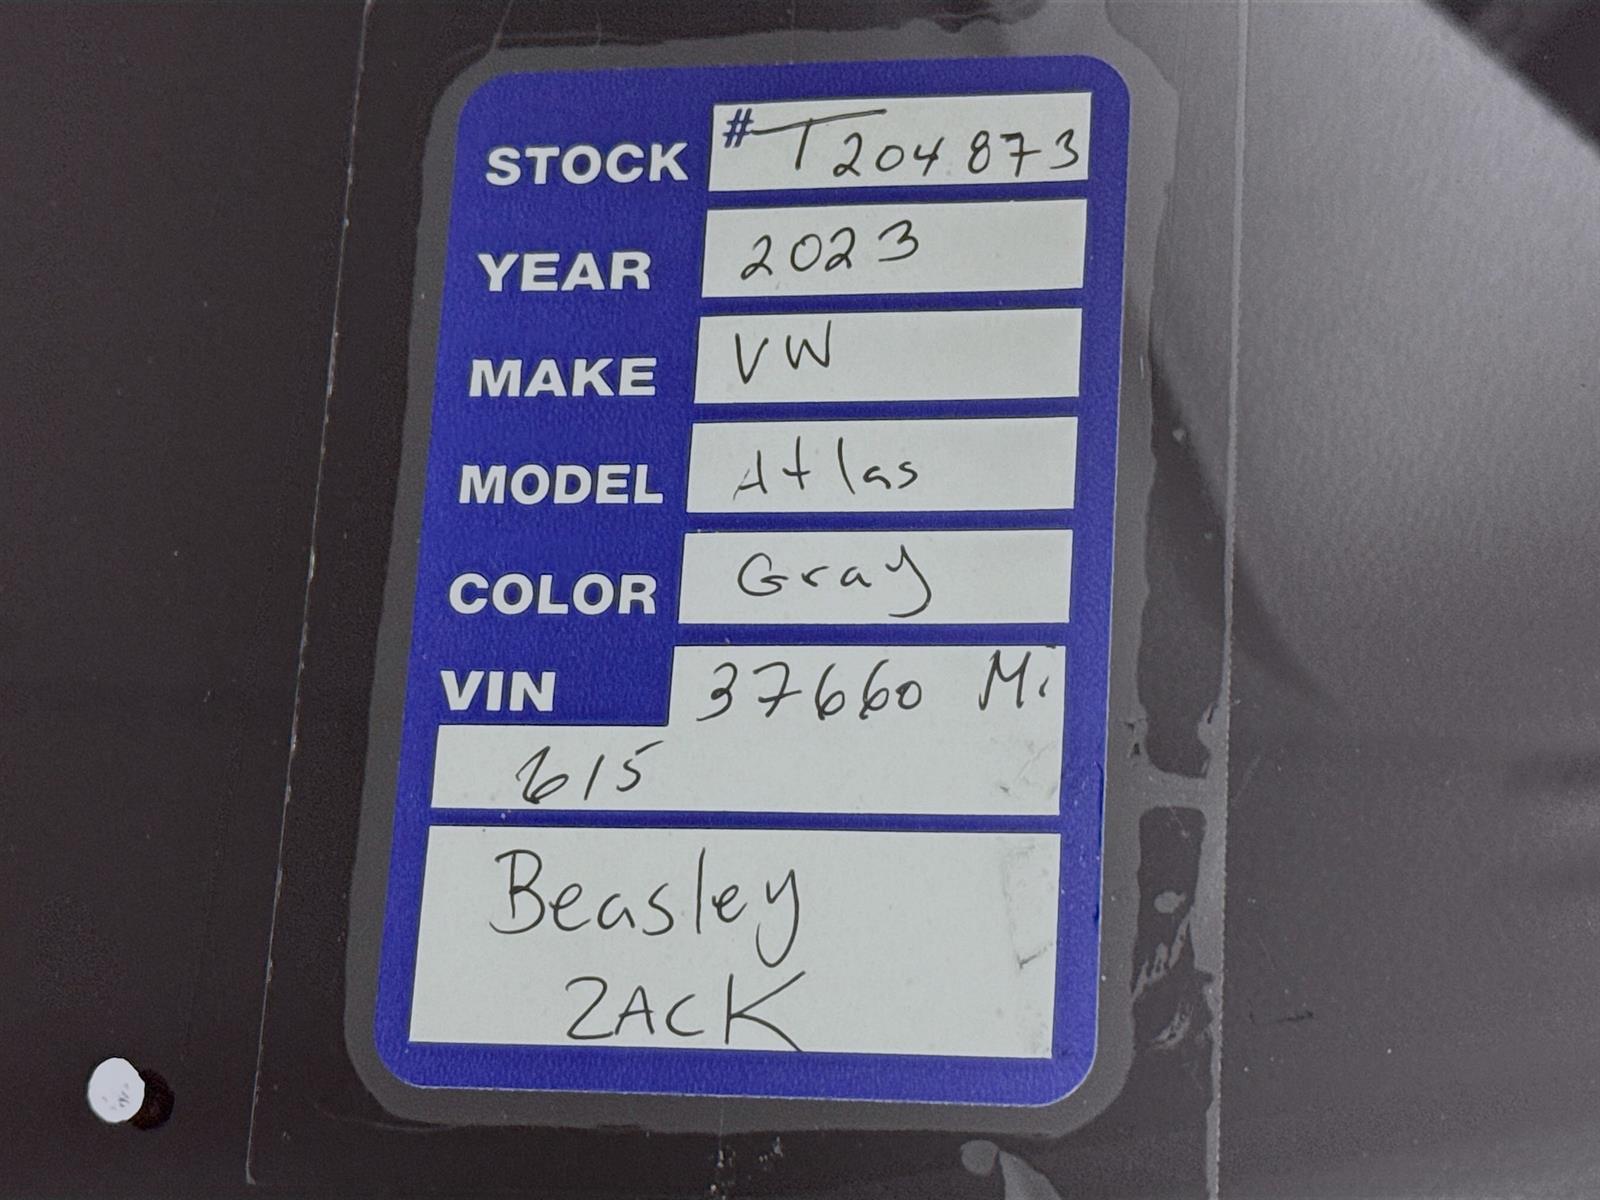 STOCK #T204873
YEAR 2023
MAKE VW
MODEL Atlas
COLOR Gray
VIN 37660 Mi
615
Beasley
ZACK